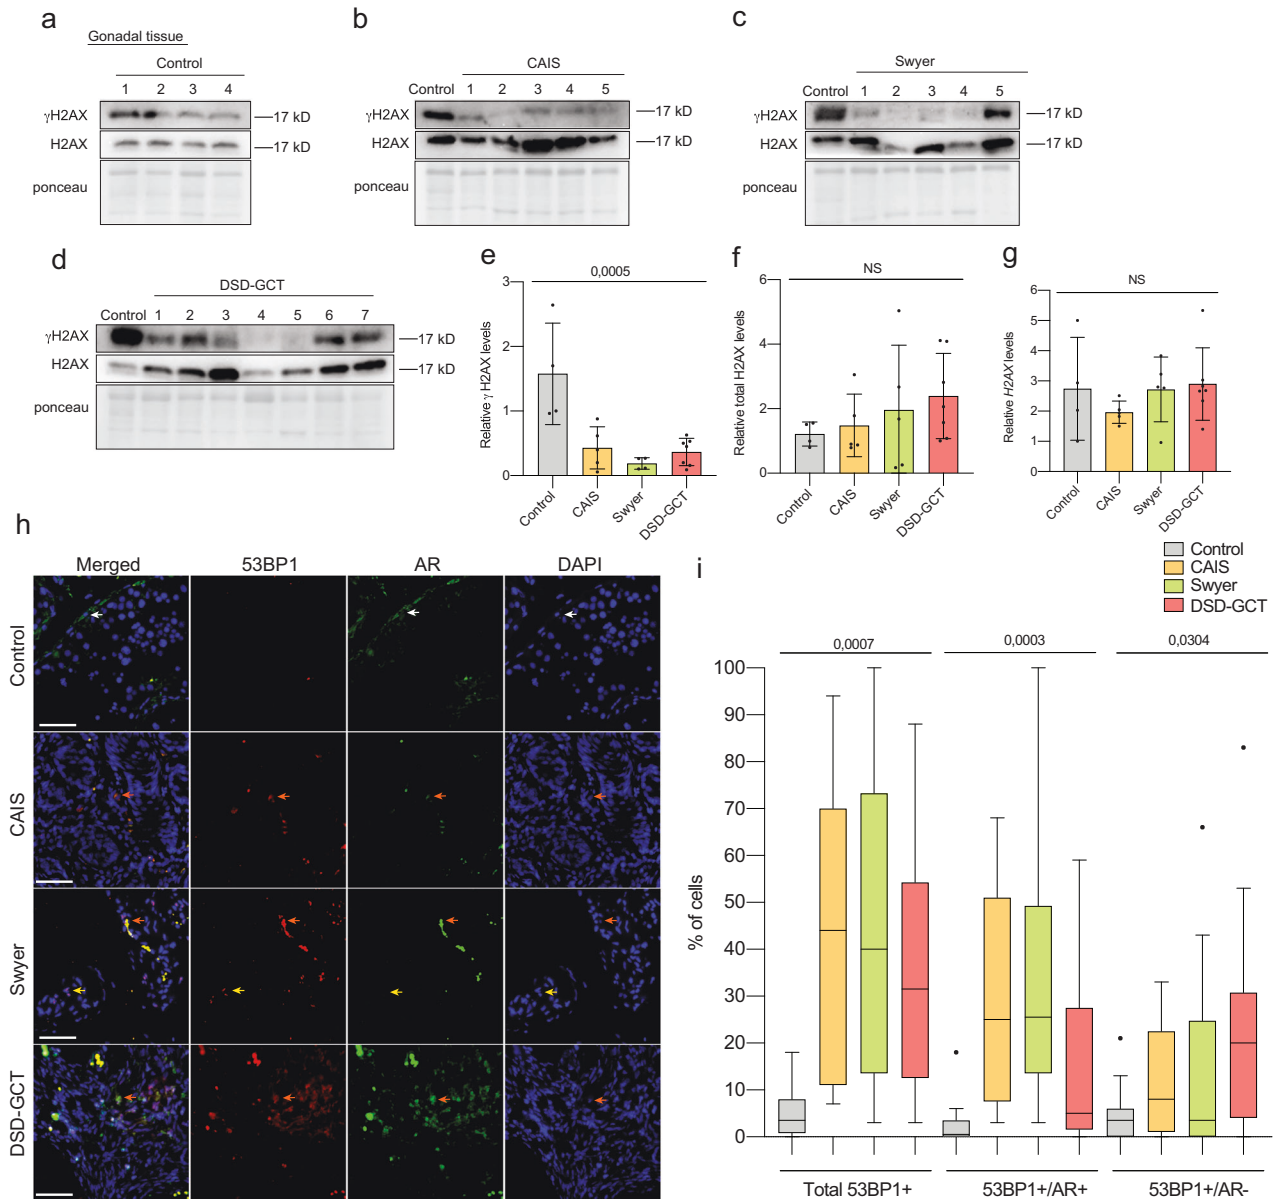 a
Gonadal tissue
Control
1 2 3 4
γH2AX
17 kD
H2AX
17 kD
ponceau
b
CAIS
Control 1 2 3 4 5
γH2AX
17 kD
H2AX
17 kD
ponceau
c
Swyer
Control 1 2 3 4 5
γH2AX
17 kD
H2AX
17 kD
ponceau
d
DSD-GCT
Control 1 2 3 4 5 6 7
γH2AX
17 kD
H2AX
17 kD
ponceau
e
0,0005
Relative γ H2AX levels
3
2
1
0
Control
CAIS
Swyer
DSD-GCT
f
NS
Relative total H2AX levels
6
4
2
0
Control
CAIS
Swyer
DSD-GCT
g
NS
Relative H2AX levels
6
5
4
3
2
1
0
Control
CAIS
Swyer
DSD-GCT
h
Merged 53BP1 AR DAPI
Control
CAIS
Swyer
DSD-GCT
i
Control
CAIS
Swyer
DSD-GCT
0,0007 0,0003 0,0304
% of cells
100
90
80
70
60
50
40
30
20
10
0
Total 53BP1+ 53BP1+/AR+ 53BP1+/AR-